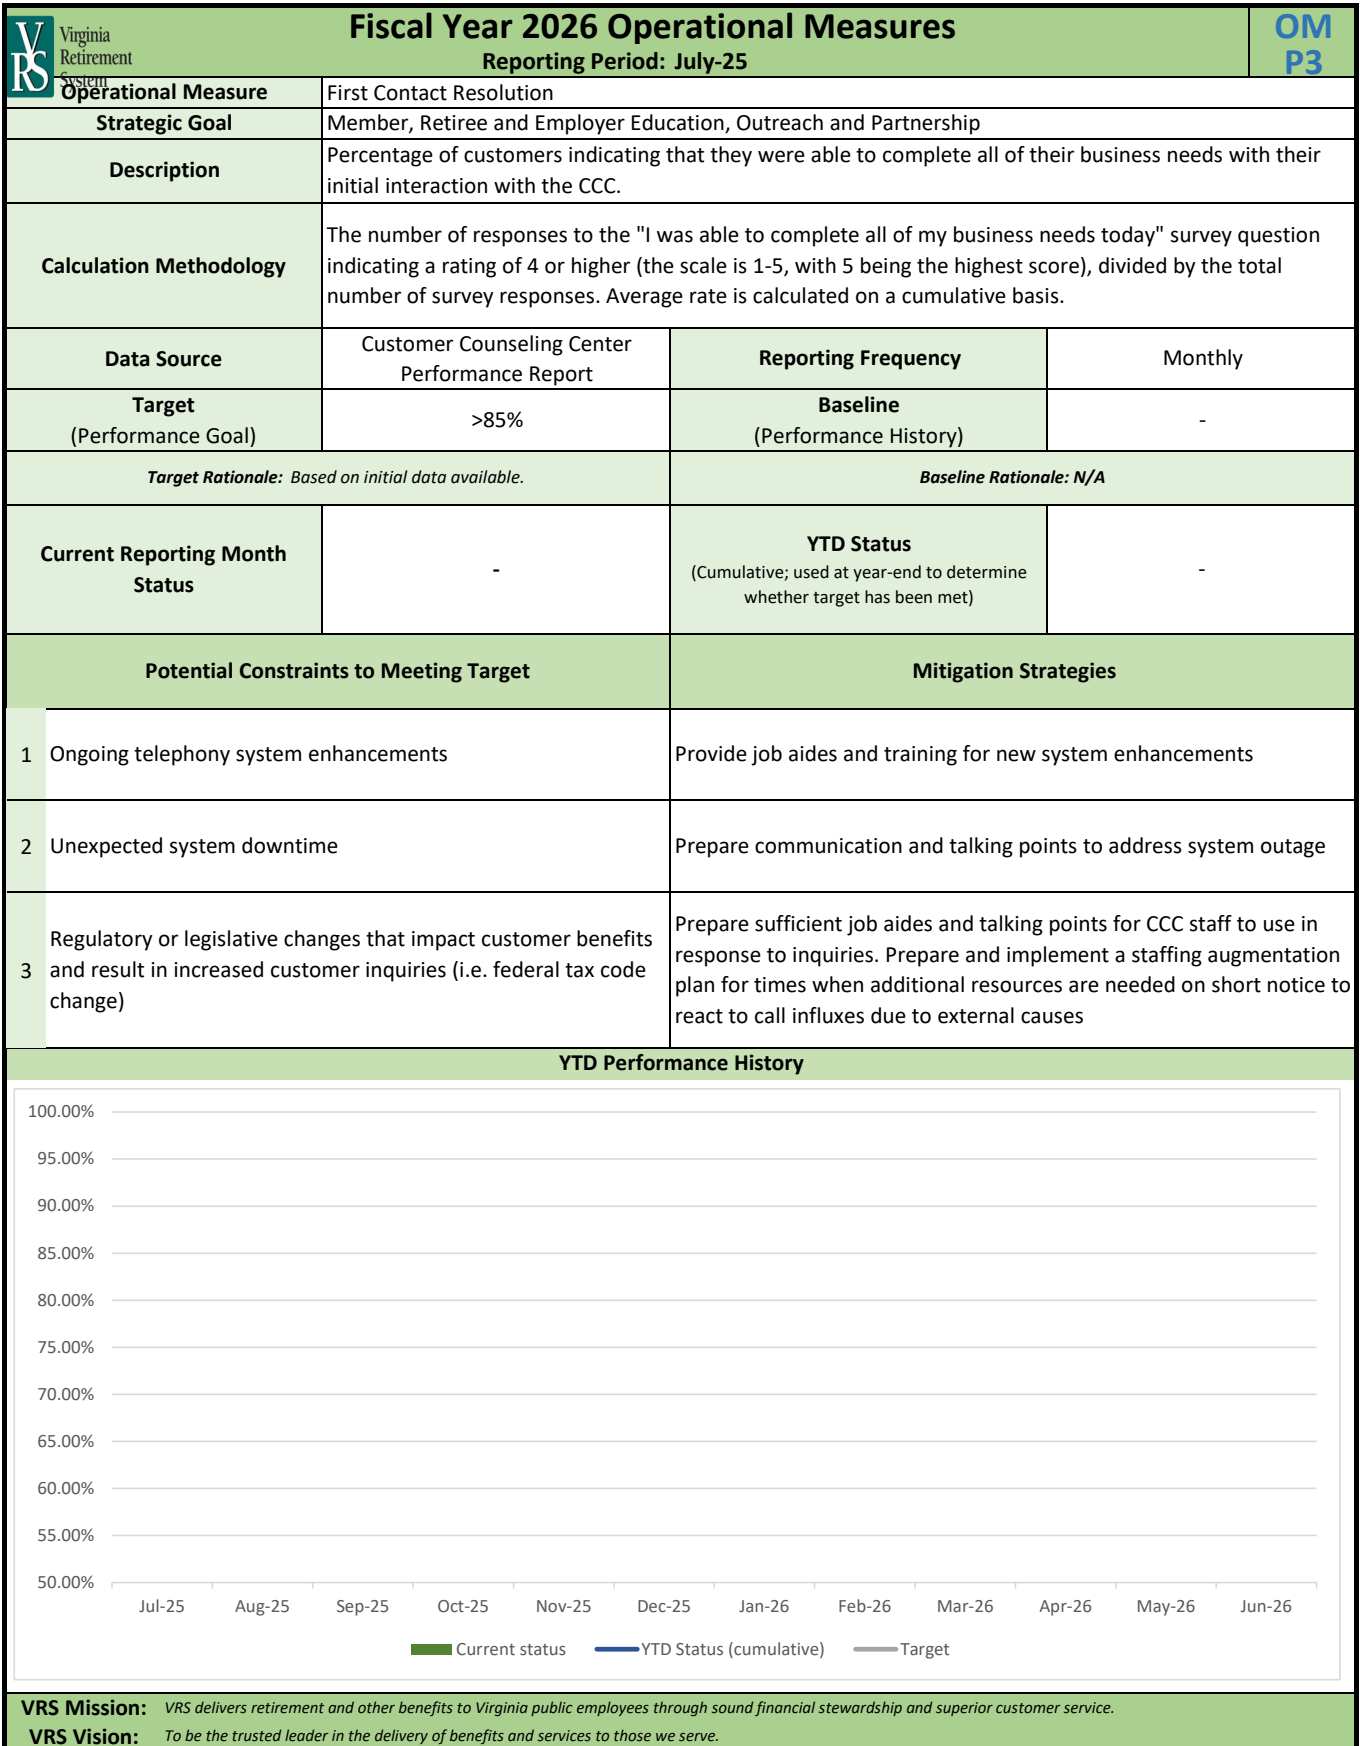 VRS
Virginia
Retirement
System
Fiscal Year 2026 Operational Measures
Reporting Period: July-25
OM
P3
Operational Measure
First Contact Resolution
Strategic Goal
Member, Retiree and Employer Education, Outreach and Partnership
Description
Percentage of customers indicating that they were able to complete all of their business needs with their
initial interaction with the CCC.
Calculation Methodology
The number of responses to the "I was able to complete all of my business needs today" survey question
indicating a rating of 4 or higher (the scale is 1-5, with 5 being the highest score), divided by the total
number of survey responses. Average rate is calculated on a cumulative basis.
Data Source
Customer Counseling Center
Performance Report
Reporting Frequency
Monthly
Target
(Performance Goal)
>85%
Baseline
(Performance History)
-
Target Rationale: Based on initial data available.
Baseline Rationale: N/A
Current Reporting Month
Status
-
YTD Status
(Cumulative; used at year-end to determine
whether target has been met)
-
Potential Constraints to Meeting Target
Mitigation Strategies
1 Ongoing telephony system enhancements
Provide job aides and training for new system enhancements
2 Unexpected system downtime
Prepare communication and talking points to address system outage
3 Regulatory or legislative changes that impact customer benefits
and result in increased customer inquiries (i.e. federal tax code
change)
Prepare sufficient job aides and talking points for CCC staff to use in
response to inquiries. Prepare and implement a staffing augmentation
plan for times when additional resources are needed on short notice to
react to call influxes due to external causes
YTD Performance History
100.00%
95.00%
90.00%
85.00%
80.00%
75.00%
70.00%
65.00%
60.00%
55.00%
50.00%
Jul-25 Aug-25 Sep-25 Oct-25 Nov-25 Dec-25 Jan-26 Feb-26 Mar-26 Apr-26 May-26 Jun-26
Current status YTD Status (cumulative) Target
VRS Mission: VRS delivers retirement and other benefits to Virginia public employees through sound financial stewardship and superior customer service.
VRS Vision: To be the trusted leader in the delivery of benefits and services to those we serve.